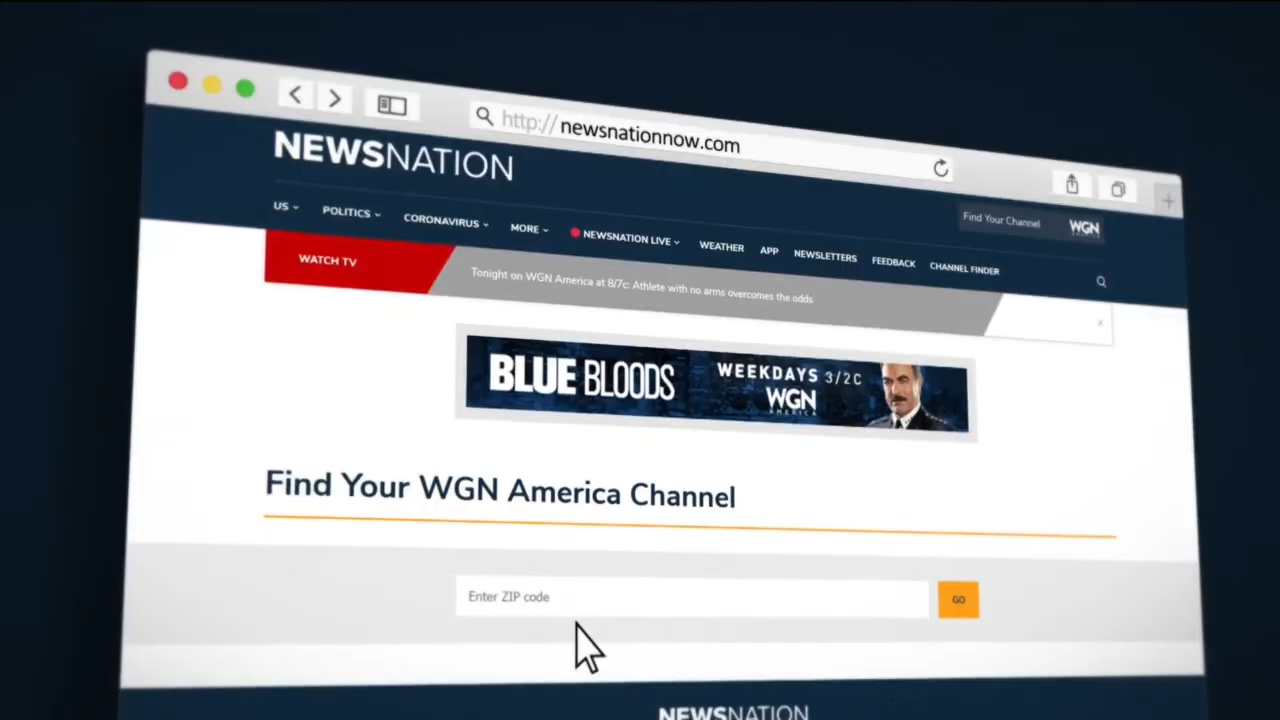 http:// newsnationnow.com
NEWSNATION
Find Your Channel WGN
US POLITICS CORONAVIRUS MORE NEWSNATION LIVE WEATHER APP NEWSLETTERS FEEDBACK CHANNEL FINDER
WATCH TV
Tonight on WGN America at 8/7c: Athlete with no arms overcomes the odds
BLUE BLOODS
WEEKDAYS 3/2C
WGN
AMERICA
Find Your WGN America Channel
Enter ZIP code
GO
NEWSNATION